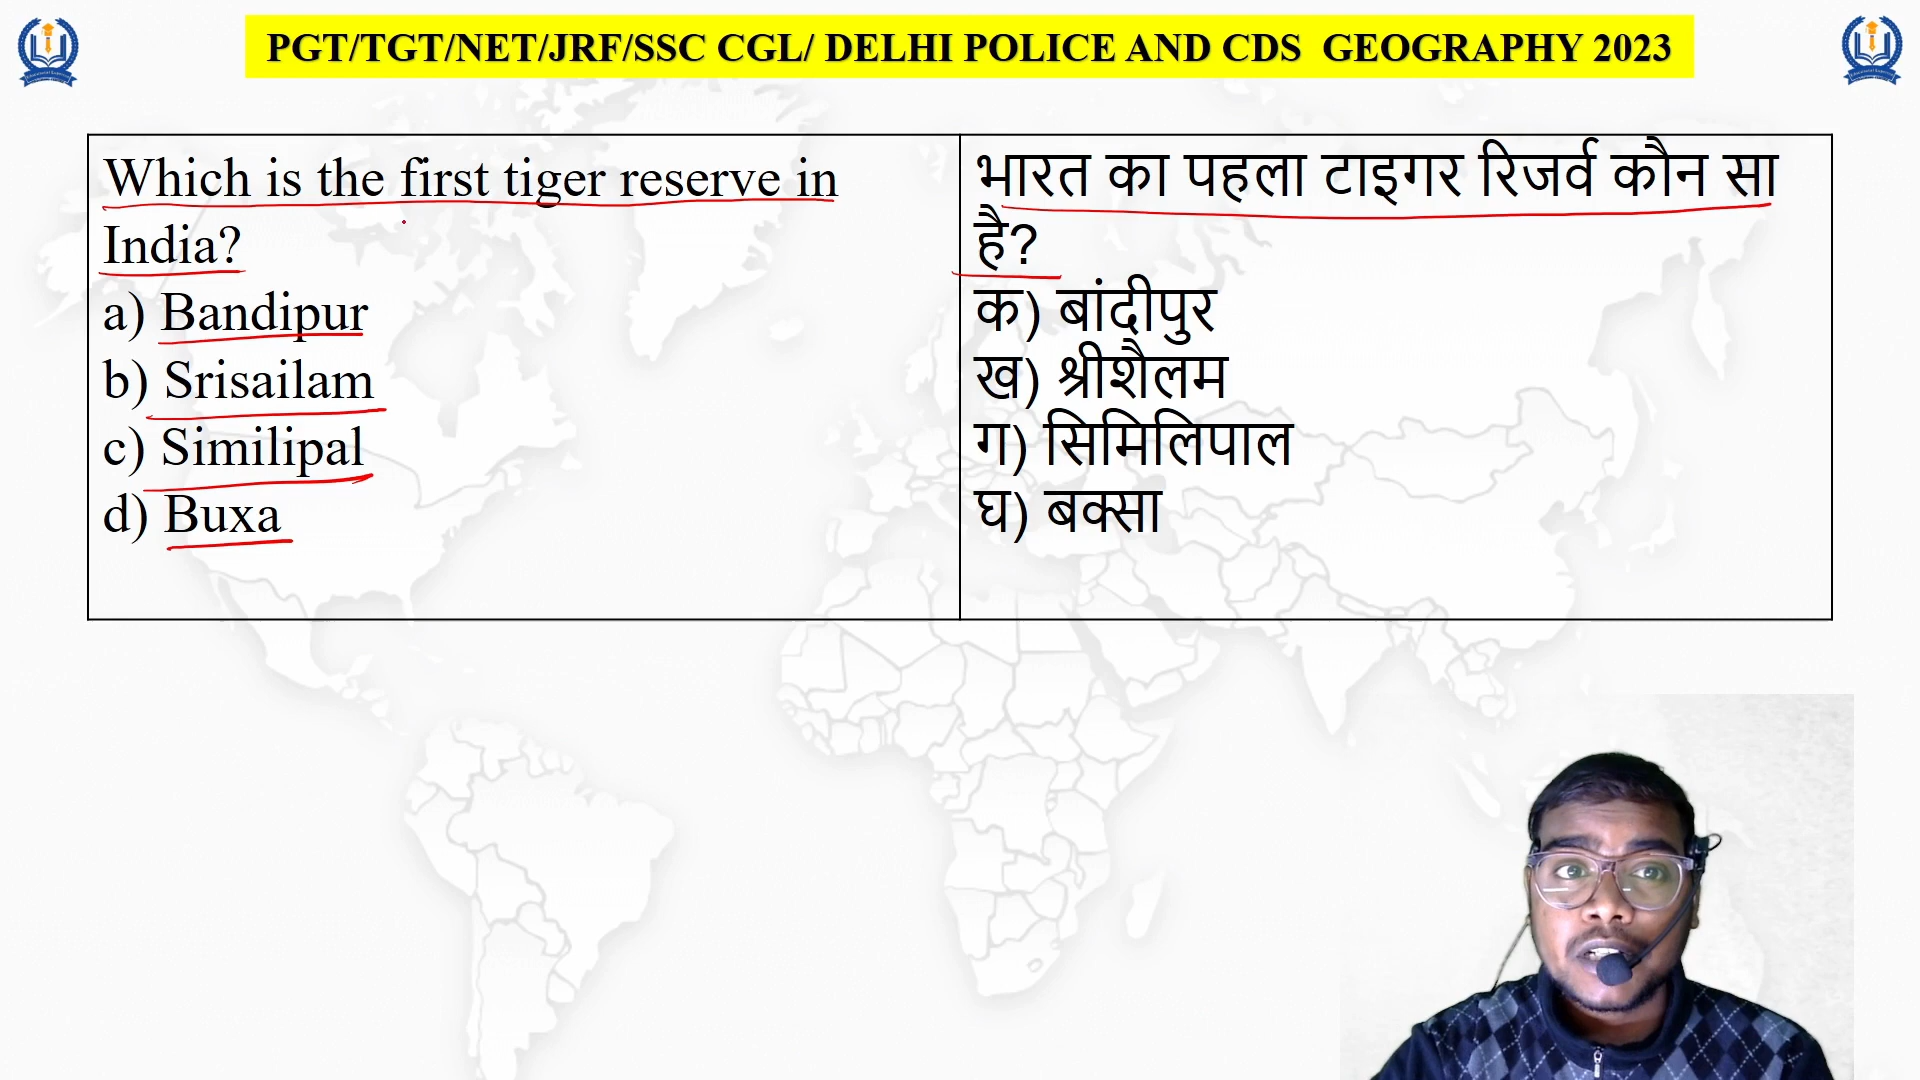 PGT/TGT/NET/JRF/SSC CGL/ DELHI POLICE AND CDS GEOGRAPHY 2023
Which is the first tiger reserve in
India?
a) Bandipur
b) Srisailam
c) Similipal
d) Buxa
भारत का पहला टाइगर रिजर्व कौन सा
है?
क) बांदीपुर
ख) श्रीशैलम
ग) सिमिलिपाल
घ) बक्सा